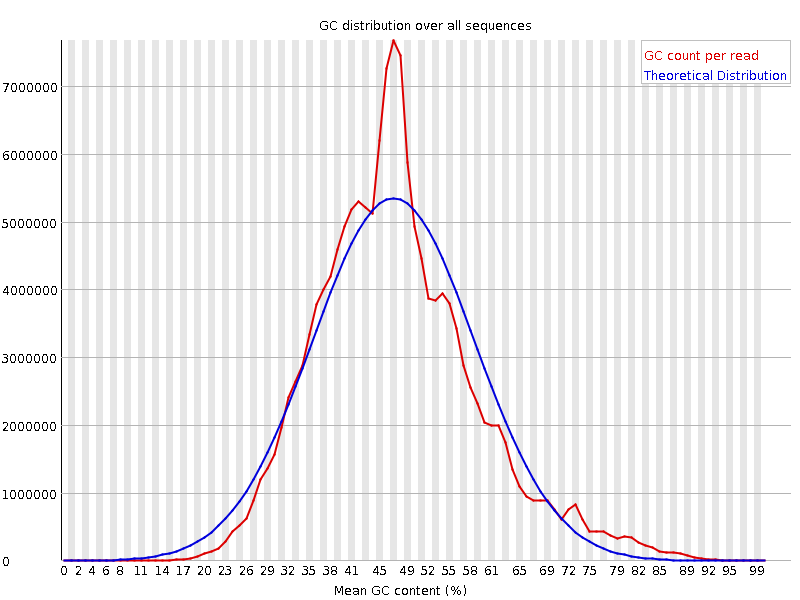 GC distribution over all sequences
GC count per read
Theoretical Distribution
7000000
6000000
5000000
4000000
3000000
2000000
1000000
0
0 2 4 6 8 11 14 17 20 23 26 29 32 35 38 41 45 49 52 55 58 61 65 69 72 75 79 82 85 89 92 95 99
Mean GC content (%)